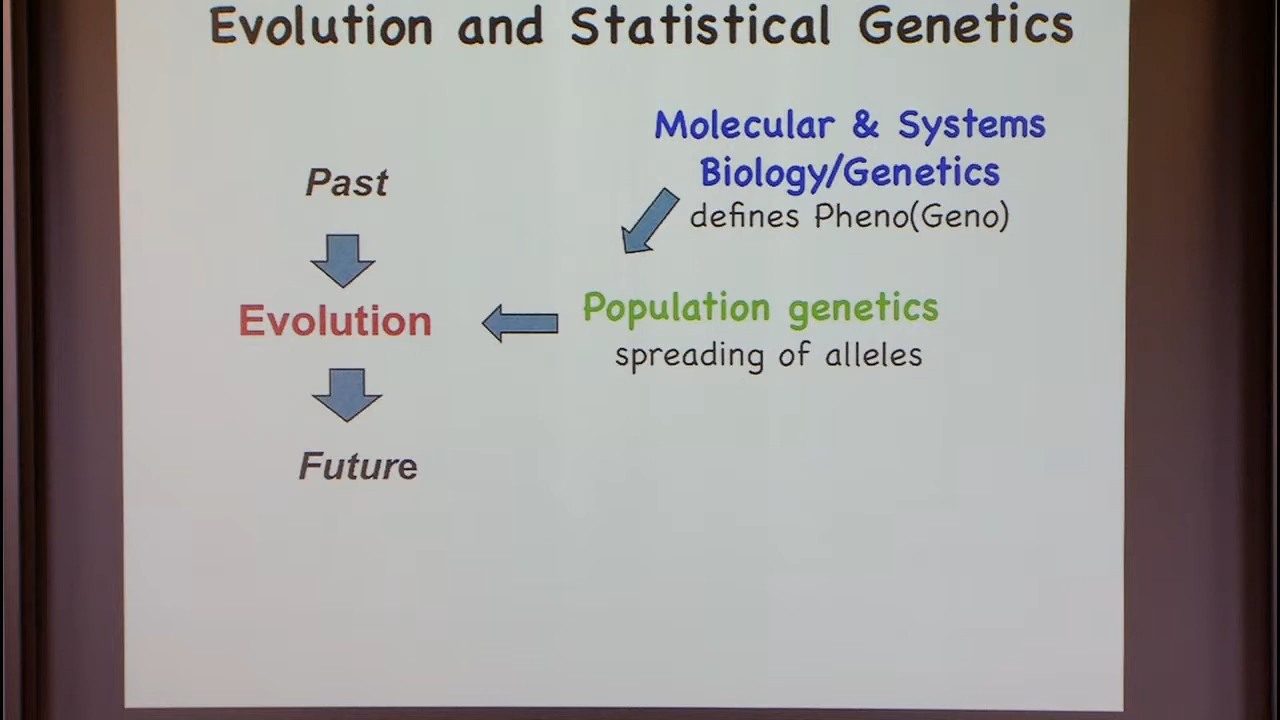 Evolution and Statistical Genetics
Past
Evolution
Future
Molecular & Systems
Biology/Genetics
defines Pheno(Geno)
Population genetics
spreading of alleles